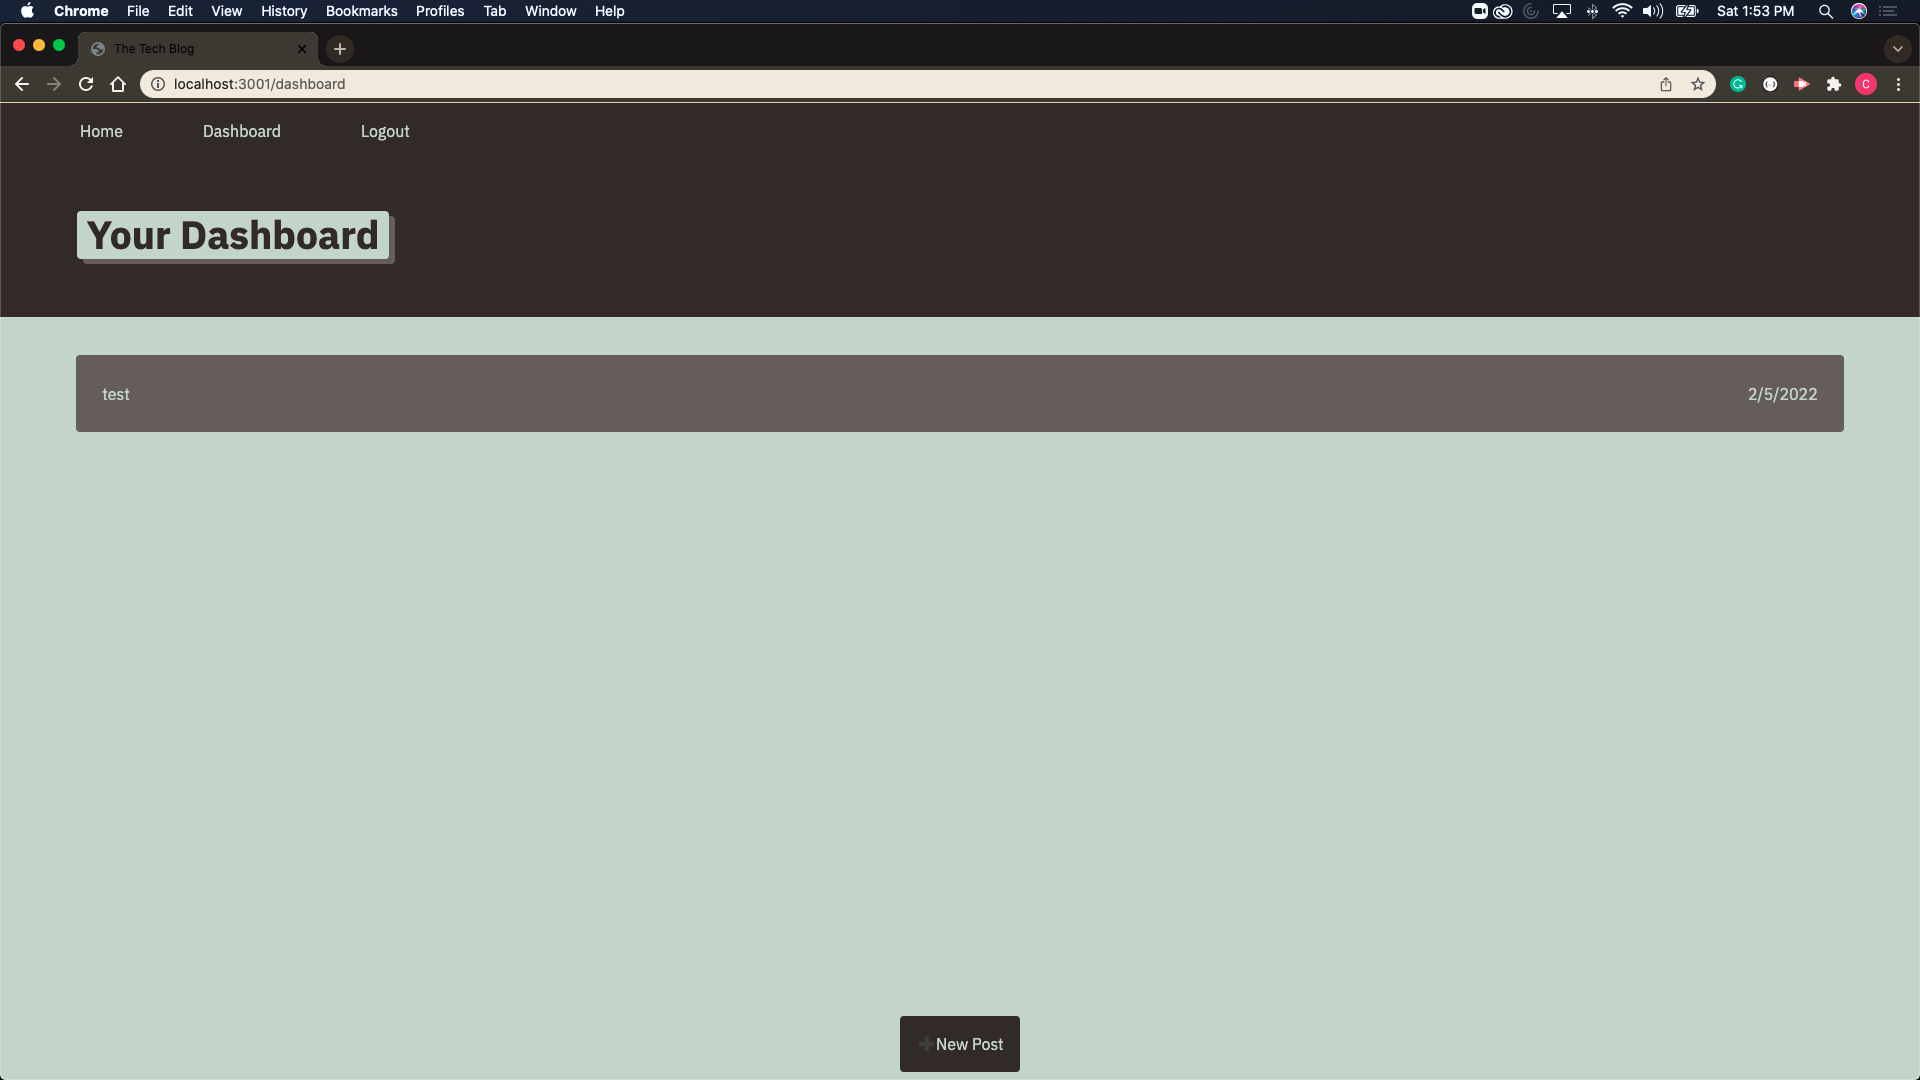 Chrome File Edit View History Bookmarks Profiles Tab Window Help Sat 1:53 PM
The Tech Blog
localhost:3001/dashboard
G
C
Home Dashboard Logout
Your Dashboard
test 2/5/2022
➕New Post